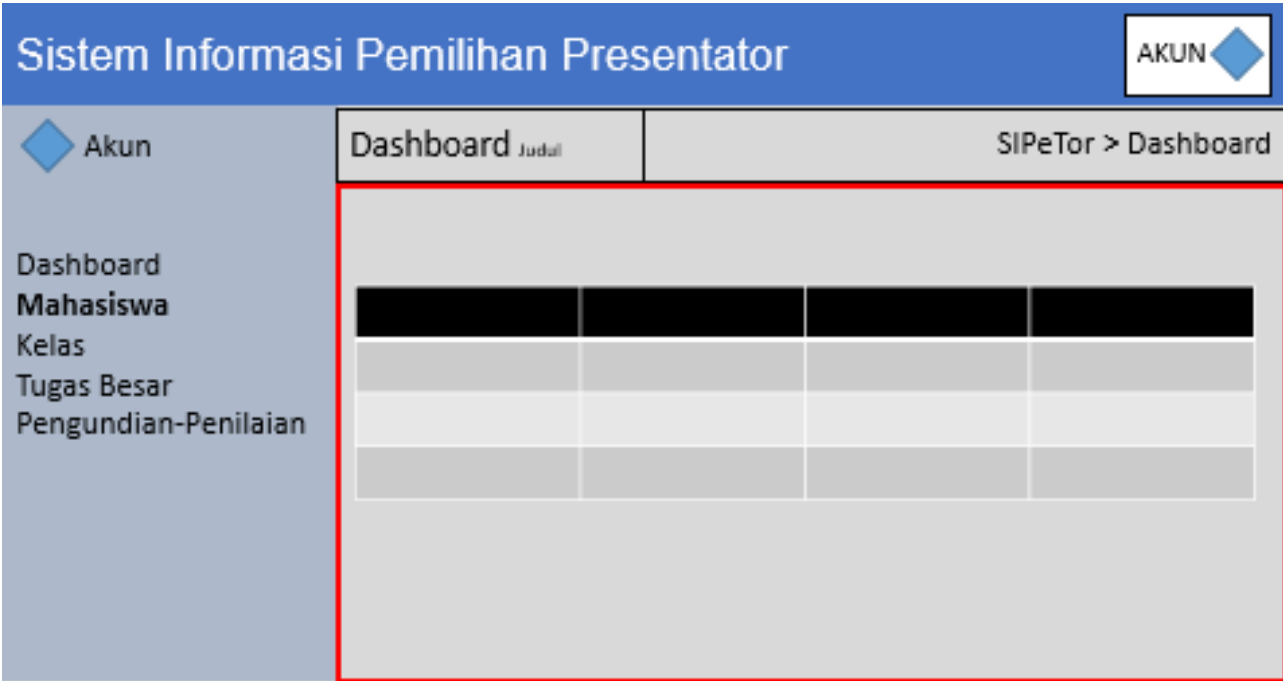 Sistem Informasi Pemilihan Presentator
AKUN
Akun
Dashboard Judul
SIPeTor > Dashboard
Dashboard
Mahasiswa
Kelas
Tugas Besar
Pengundian-Penilaian